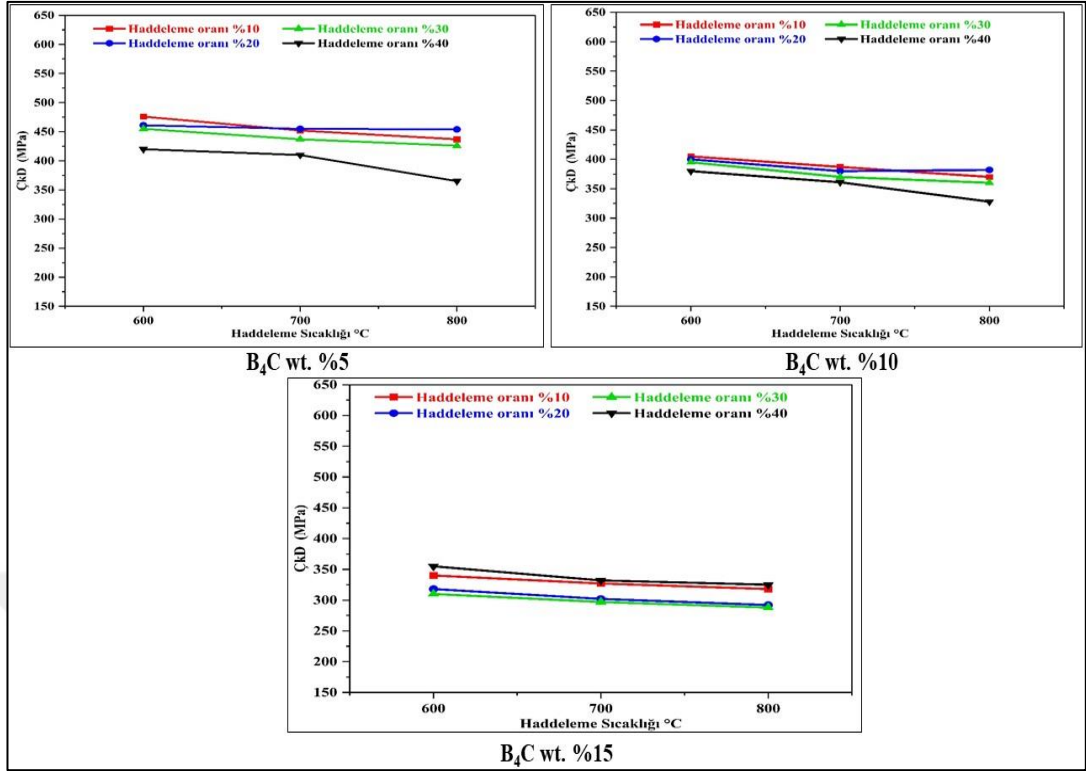 650
600
550
500
450
400
350
300
250
200
150
ÇkD (MPa)
Haddeleme oranı %10
Haddeleme oranı %30
Haddeleme oranı %20
Haddeleme oranı %40
600
700
800
Haddeleme Sıcaklığı °C
B₄C wt. %5
650
600
550
500
450
400
350
300
250
200
150
ÇkD (MPa)
Haddeleme oranı %10
Haddeleme oranı %30
Haddeleme oranı %20
Haddeleme oranı %40
600
700
800
Haddeleme Sıcaklığı °C
B₄C wt. %10
650
600
550
500
450
400
350
300
250
200
150
ÇkD (MPa)
Haddeleme oranı %10
Haddeleme oranı %30
Haddeleme oranı %20
Haddeleme oranı %40
600
700
800
Haddeleme Sıcaklığı °C
B₄C wt. %15